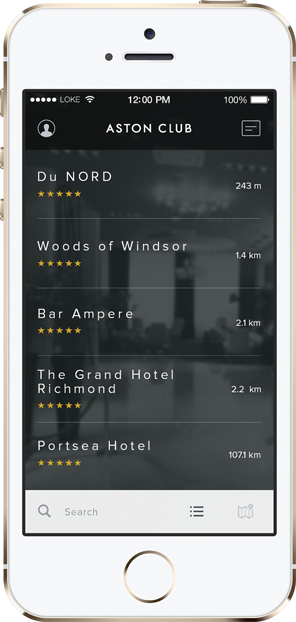 LOKE 12:00 PM 100%
ASTON CLUB
Du NORD
243 m
Woods of Windsor
1.4 km
Bar Ampere
2.1 km
The Grand Hotel
Richmond
2.2 km
Portsea Hotel
107.1 km
Search